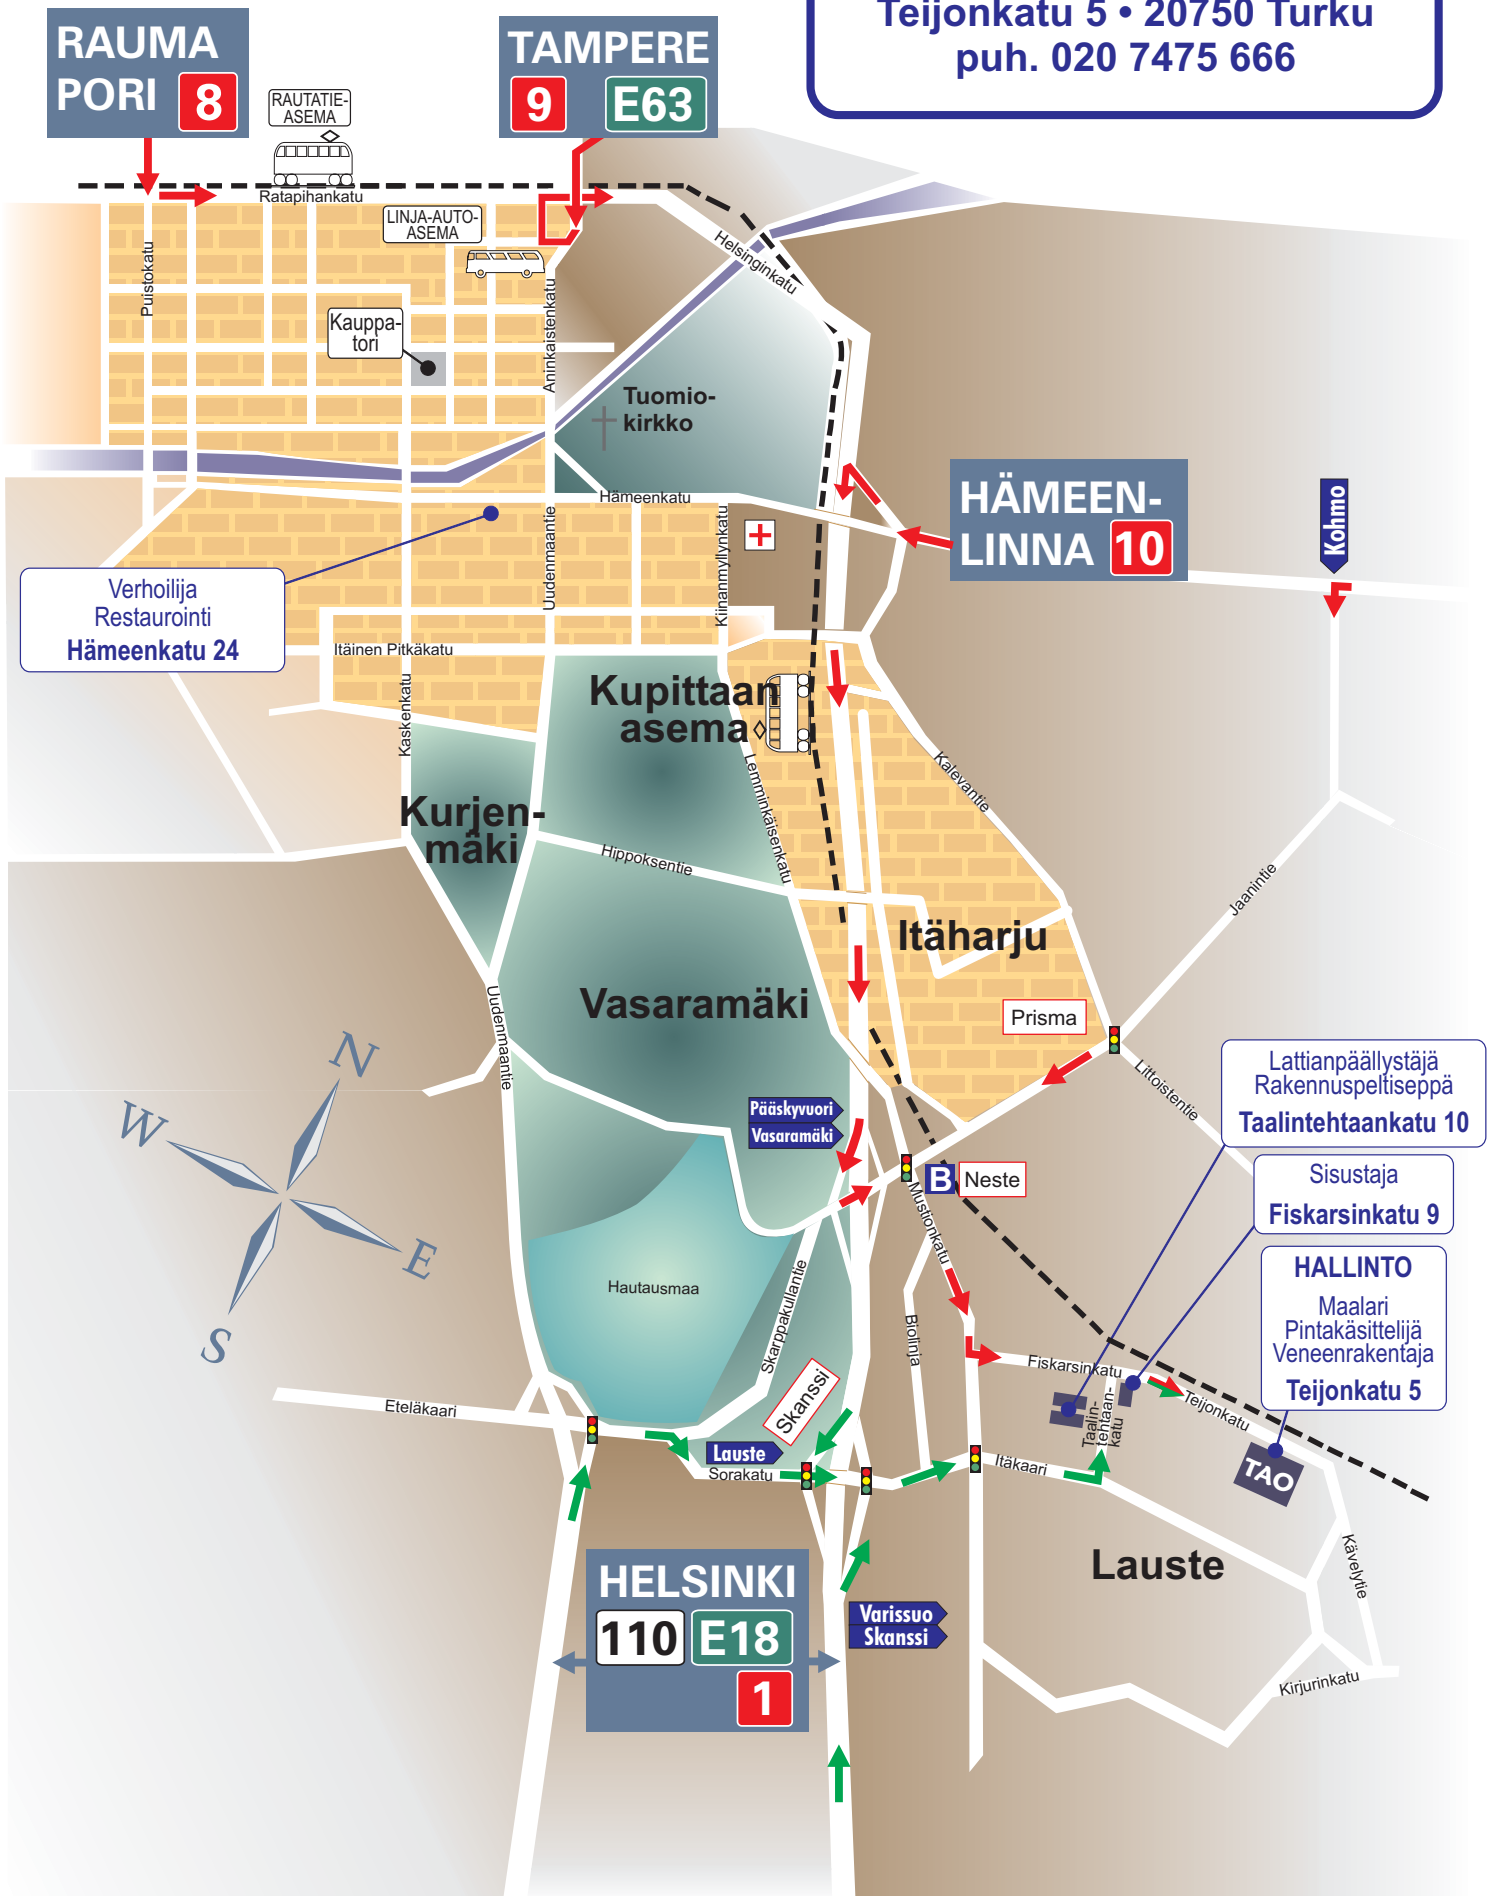 Teijonkatu 5 • 20750 Turku
puh. 020 7475 666
RAUMA
PORI 8
TAMPERE
9 E63
RAUTATIE-
ASEMA
Ratapihankatu
LINJA-AUTO-
ASEMA
Helsinginkatu
Puistokatu
Aninkaistenkatu
Kauppa-
tori
Tuomio-
kirkko
HÄMEEN-
LINNA 10
Kohmo
Hämeenkatu
Uudenmaantie
Kiinanmyllynkatu
Verhoilija
Restaurointi
Hämeenkatu 24
Itäinen Pitkäkatu
Kaskenkatu
Kupittaan
asema
Lemminkäisenkatu
Kalevantie
Kurjen-
mäki
Hippoksentie
Jaanintie
Itäharju
Vasaramäki
Uudenmaantie
Prisma
Littoistentie
Lattianpäällystäjä
Rakennuspeltiseppä
Taalintehtaankatu 10
N
W
E
S
Pääskyvuori
Vasaramäki
B
Neste
Mustionkatu
Sisustaja
Fiskarsinkatu 9
HALLINTO
Maalari
Pintakäsittelijä
Veneenrakentaja
Teijonkatu 5
Hautausmaa
Skarppakullantie
Biolinja
Fiskarsinkatu
Teijonkatu
Taalin-
tehtaan-
katu
Skanssi
Eteläkaari
Lauste
Sorakatu
Itäkaari
TAO
Lauste
Kävelytie
HELSINKI
110 E18
1
Varissuo
Skanssi
Kirjurinkatu